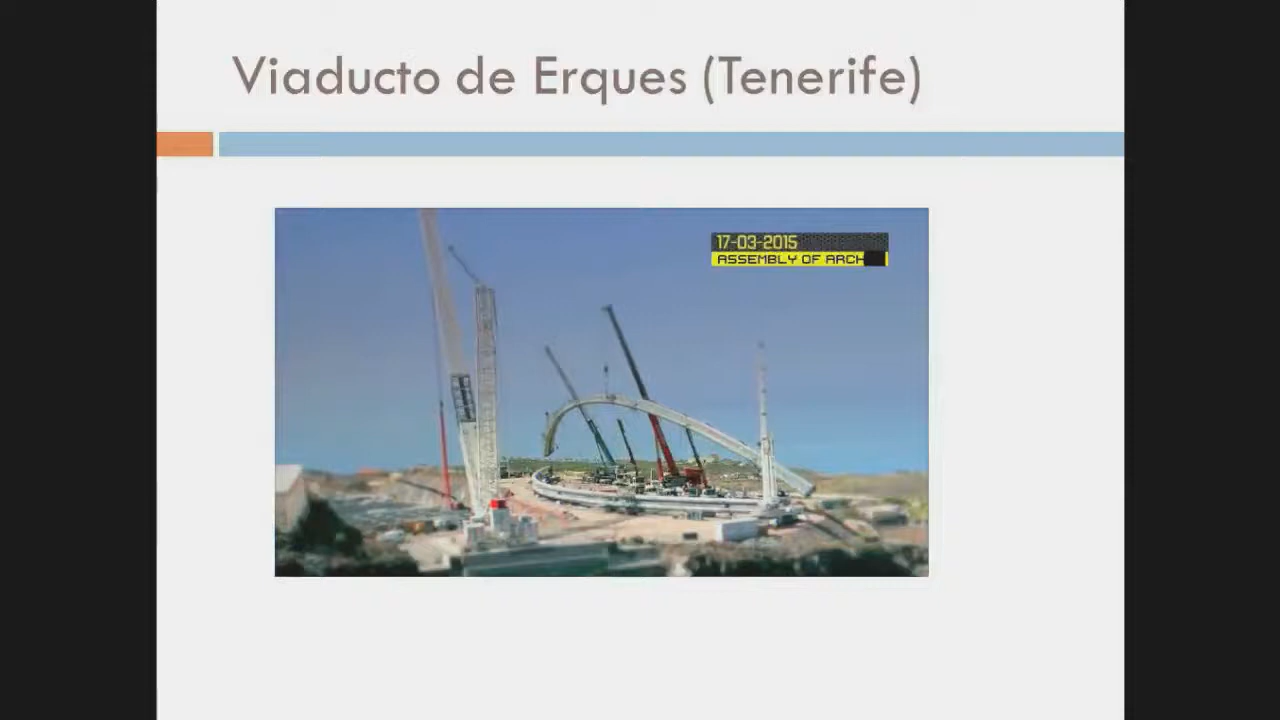 Viaducto de Erques (Tenerife)
17-03-2015
ASSEMBLY OF ARCH